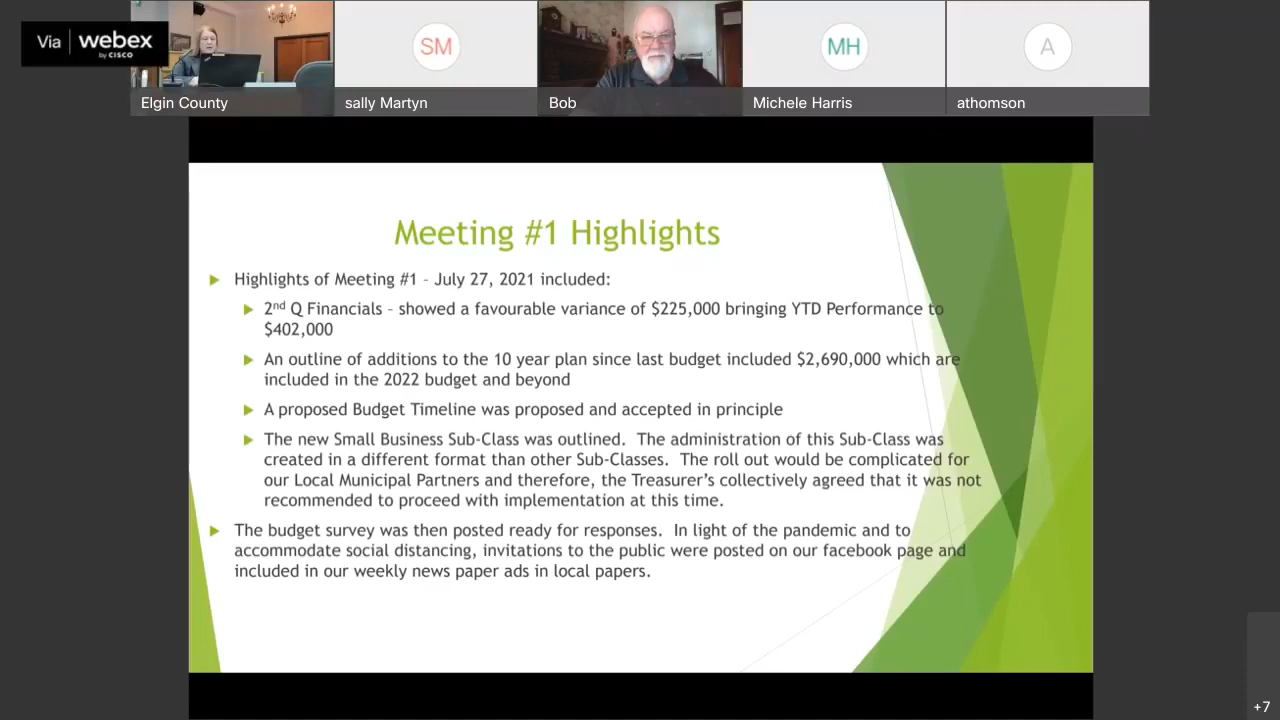 Via webex
by CISCO
SM
MH
A
Elgin County
sally Martyn
Bob
Michele Harris
athomson
Meeting #1 Highlights
Highlights of Meeting #1 – July 27, 2021 included:
2nd Q Financials – showed a favourable variance of $225,000 bringing YTD Performance to
$402,000
An outline of additions to the 10 year plan since last budget included $2,690,000 which are
included in the 2022 budget and beyond
A proposed Budget Timeline was proposed and accepted in principle
The new Small Business Sub-Class was outlined.  The administration of this Sub-Class was
created in a different format than other Sub-Classes.  The roll out would be complicated for
our Local Municipal Partners and therefore, the Treasurer's collectively agreed that it was not
recommended to proceed with implementation at this time.
The budget survey was then posted ready for responses.  In light of the pandemic and to
accommodate social distancing, invitations to the public were posted on our facebook page and
included in our weekly news paper ads in local papers.
+7